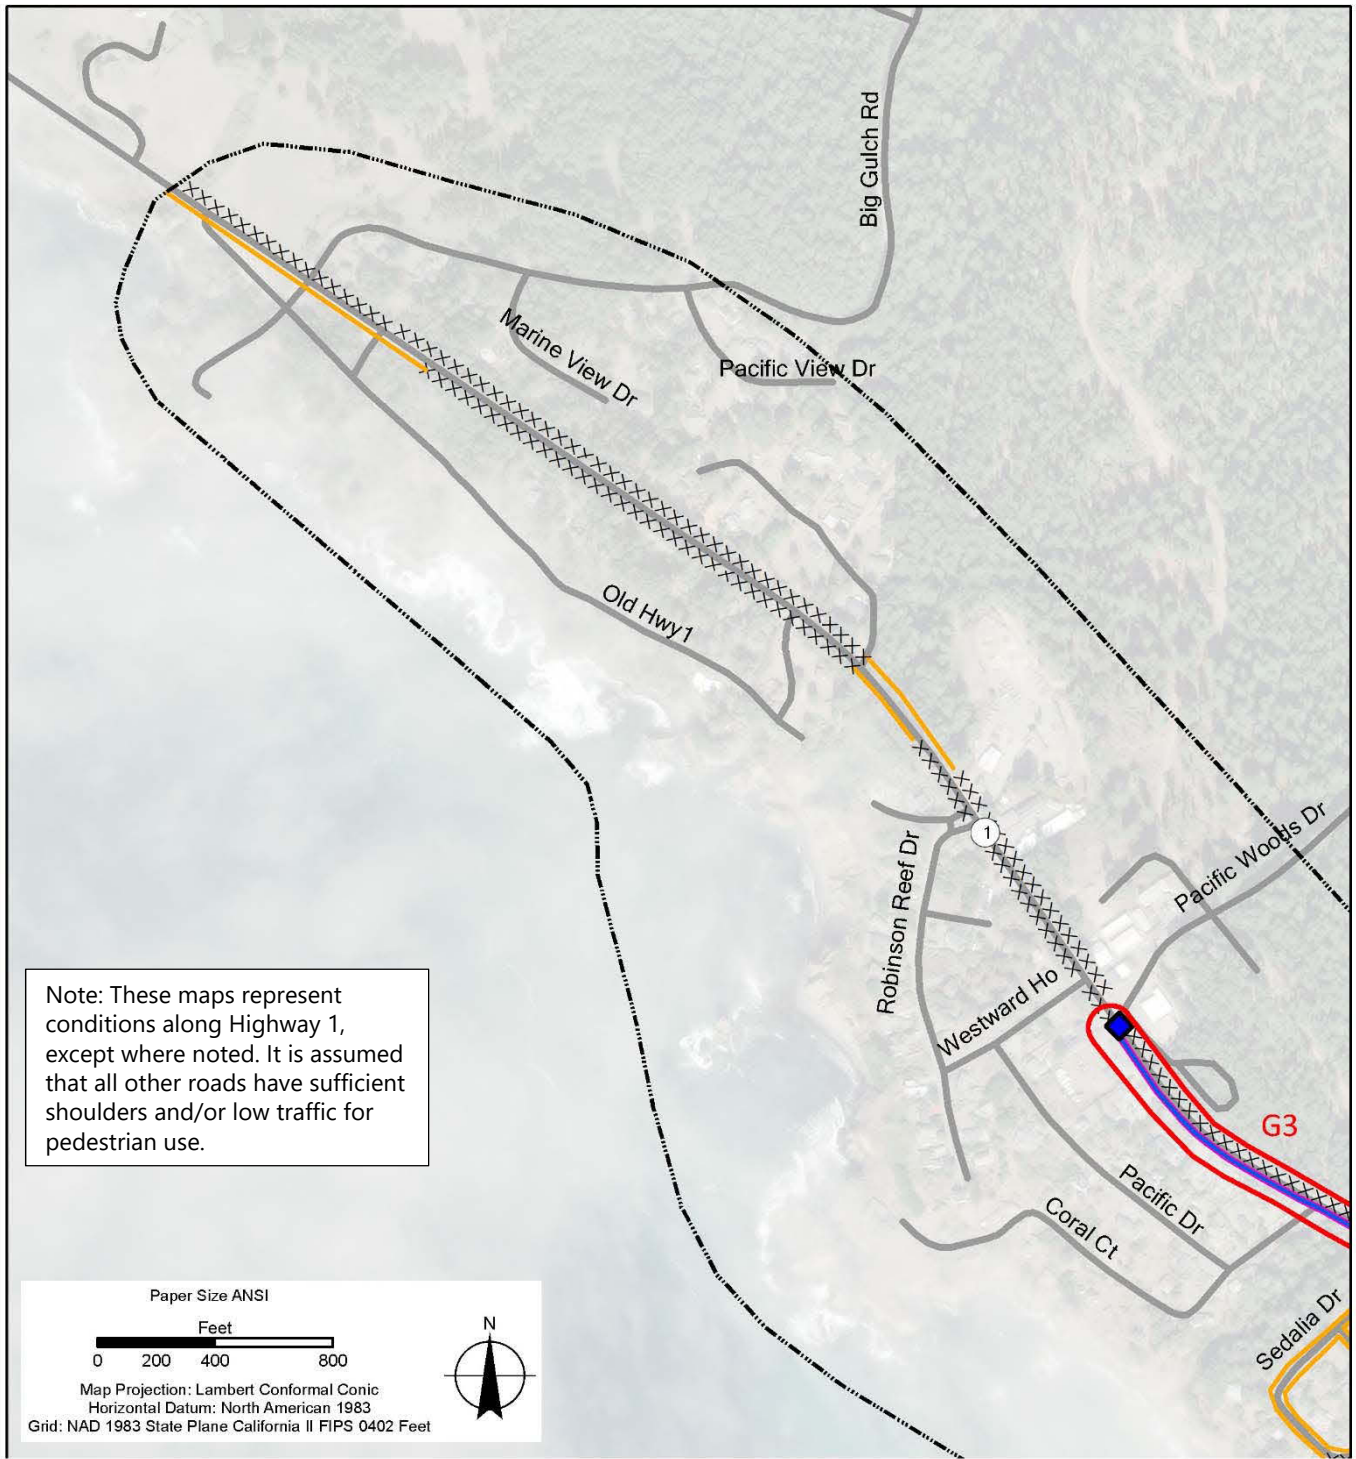 Big Gulch Rd
Marine View Dr
Pacific View Dr
Old Hwy1
1
Robinson Reef Dr
Pacific Woods Dr
Westward Ho
G3
Pacific Dr
Coral Ct
Sedalia Dr
Note: These maps represent
conditions along Highway 1,
except where noted. It is assumed
that all other roads have sufficient
shoulders and/or low traffic for
pedestrian use.
Paper Size ANSI
Feet
0 200 400 800
N
Map Projection: Lambert Conformal Conic
Horizontal Datum: North American 1983
Grid: NAD 1983 State Plane California II FIPS 0402 Feet